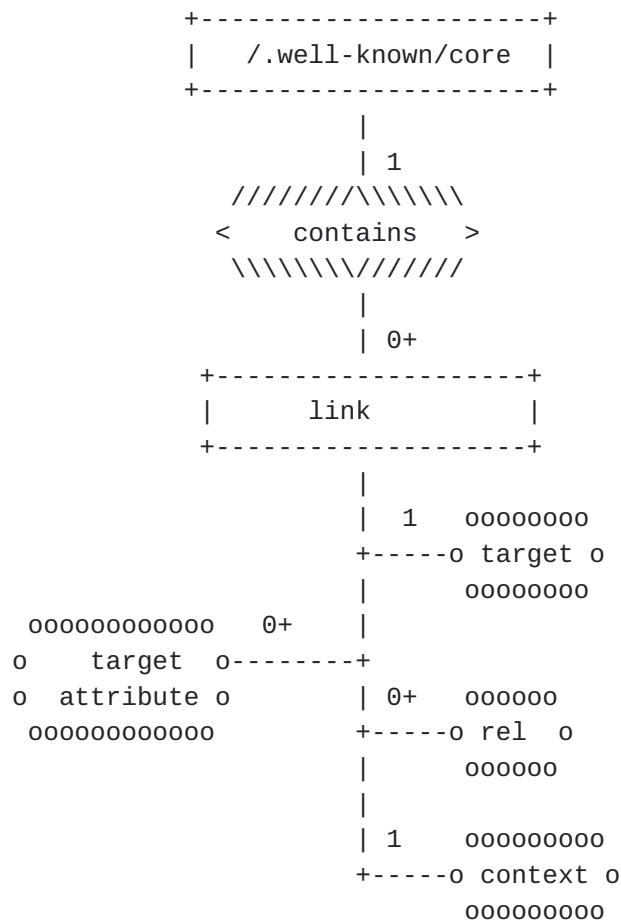 /.well-known/core
1
contains
0+
link
1
target
0+
target
attribute
0+
rel
1
context